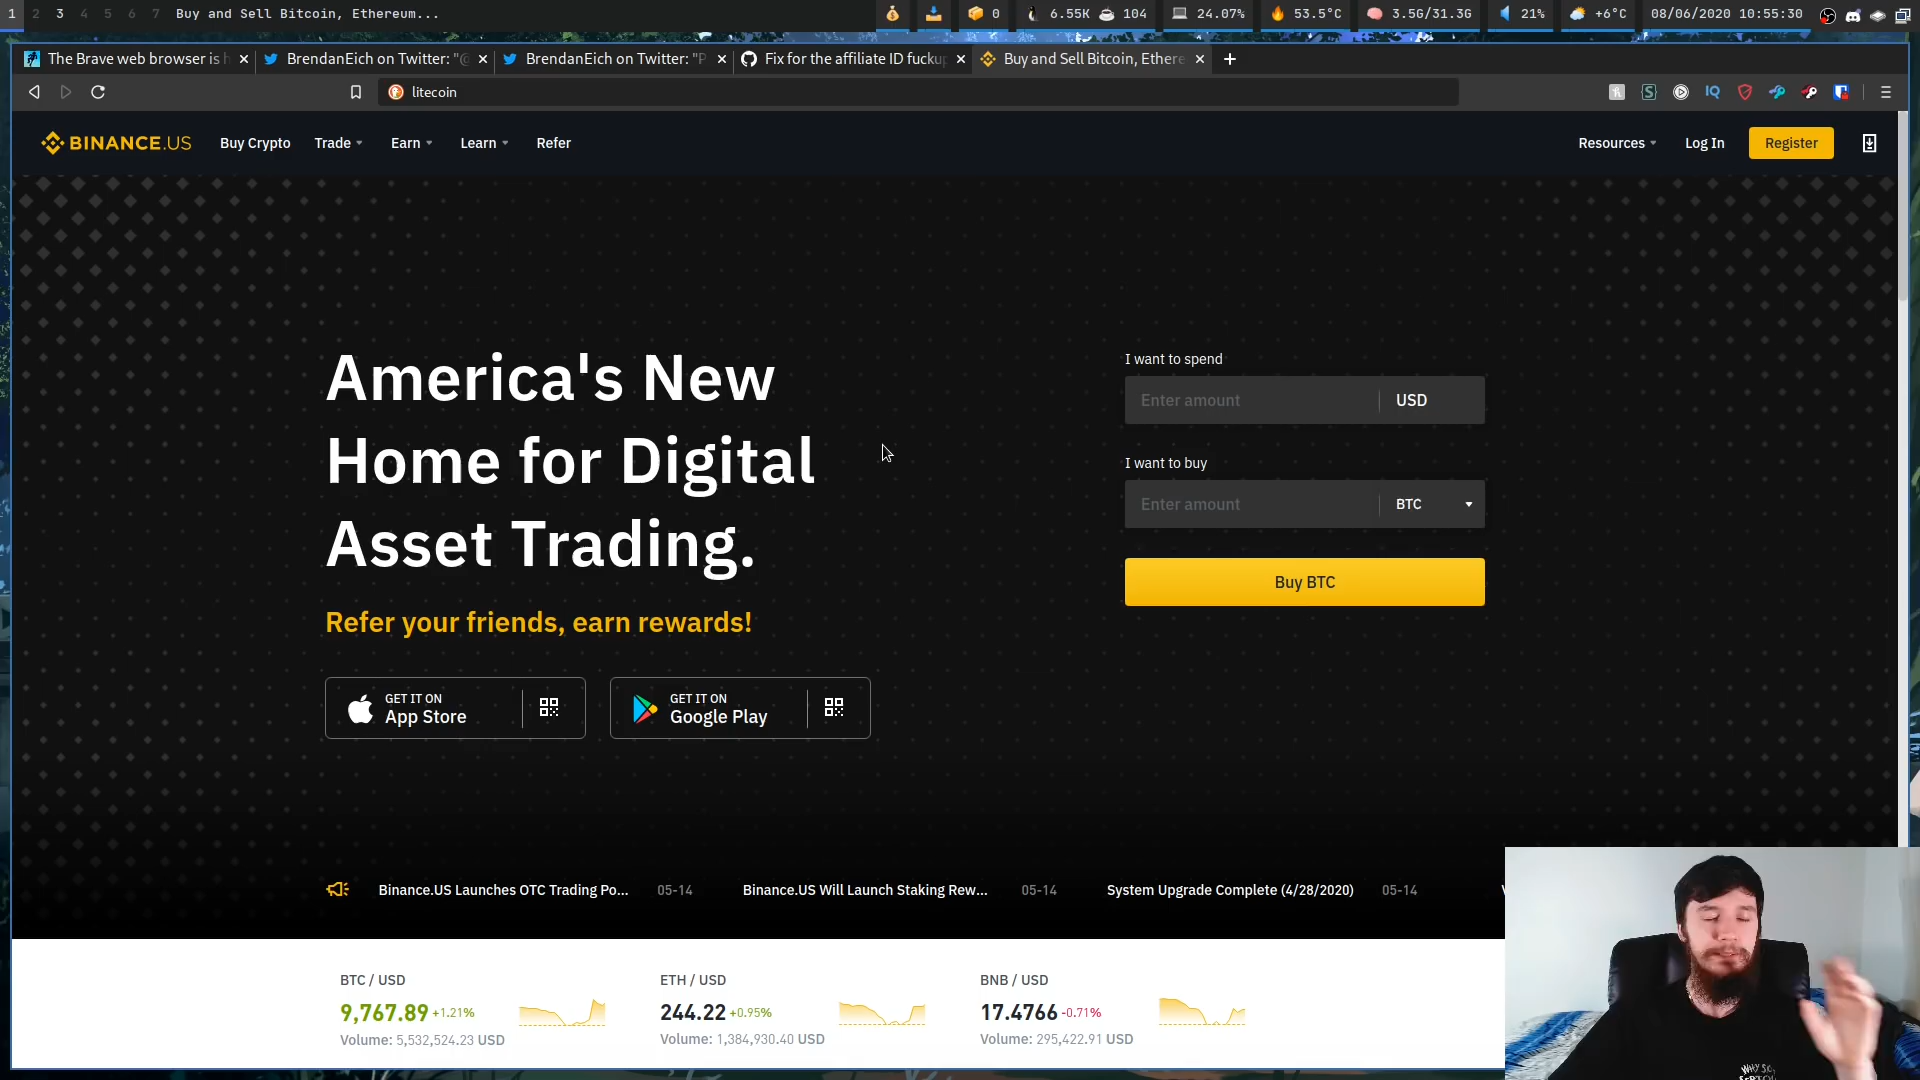 1 2 3 4 5 6 7 Buy and Sell Bitcoin, Ethereum... 0 6.55K 104 24.07% 53.5°C 3.5G/31.3G 21% +6°C 08/06/2020 10:55:30
The Brave web browser is h BrendanEich on Twitter: "@ BrendanEich on Twitter: "P Fix for the affiliate ID fuckup Buy and Sell Bitcoin, Ethere
litecoin
BINANCE.US Buy Crypto Trade Earn Learn Refer Resources Log In Register
America's New
Home for Digital
Asset Trading.
Refer your friends, earn rewards!
GET IT ON
App Store
GET IT ON
Google Play
I want to spend
Enter amount USD
I want to buy
Enter amount BTC
Buy BTC
Binance.US Launches OTC Trading Po... 05-14 Binance.US Will Launch Staking Rew... 05-14 System Upgrade Complete (4/28/2020) 05-14
BTC / USD
9,767.89 +1.21%
Volume: 5,532,524.23 USD
ETH / USD
244.22 +0.95%
Volume: 1,384,930.40 USD
BNB / USD
17.4766 -0.71%
Volume: 295,422.91 USD
WHY SO